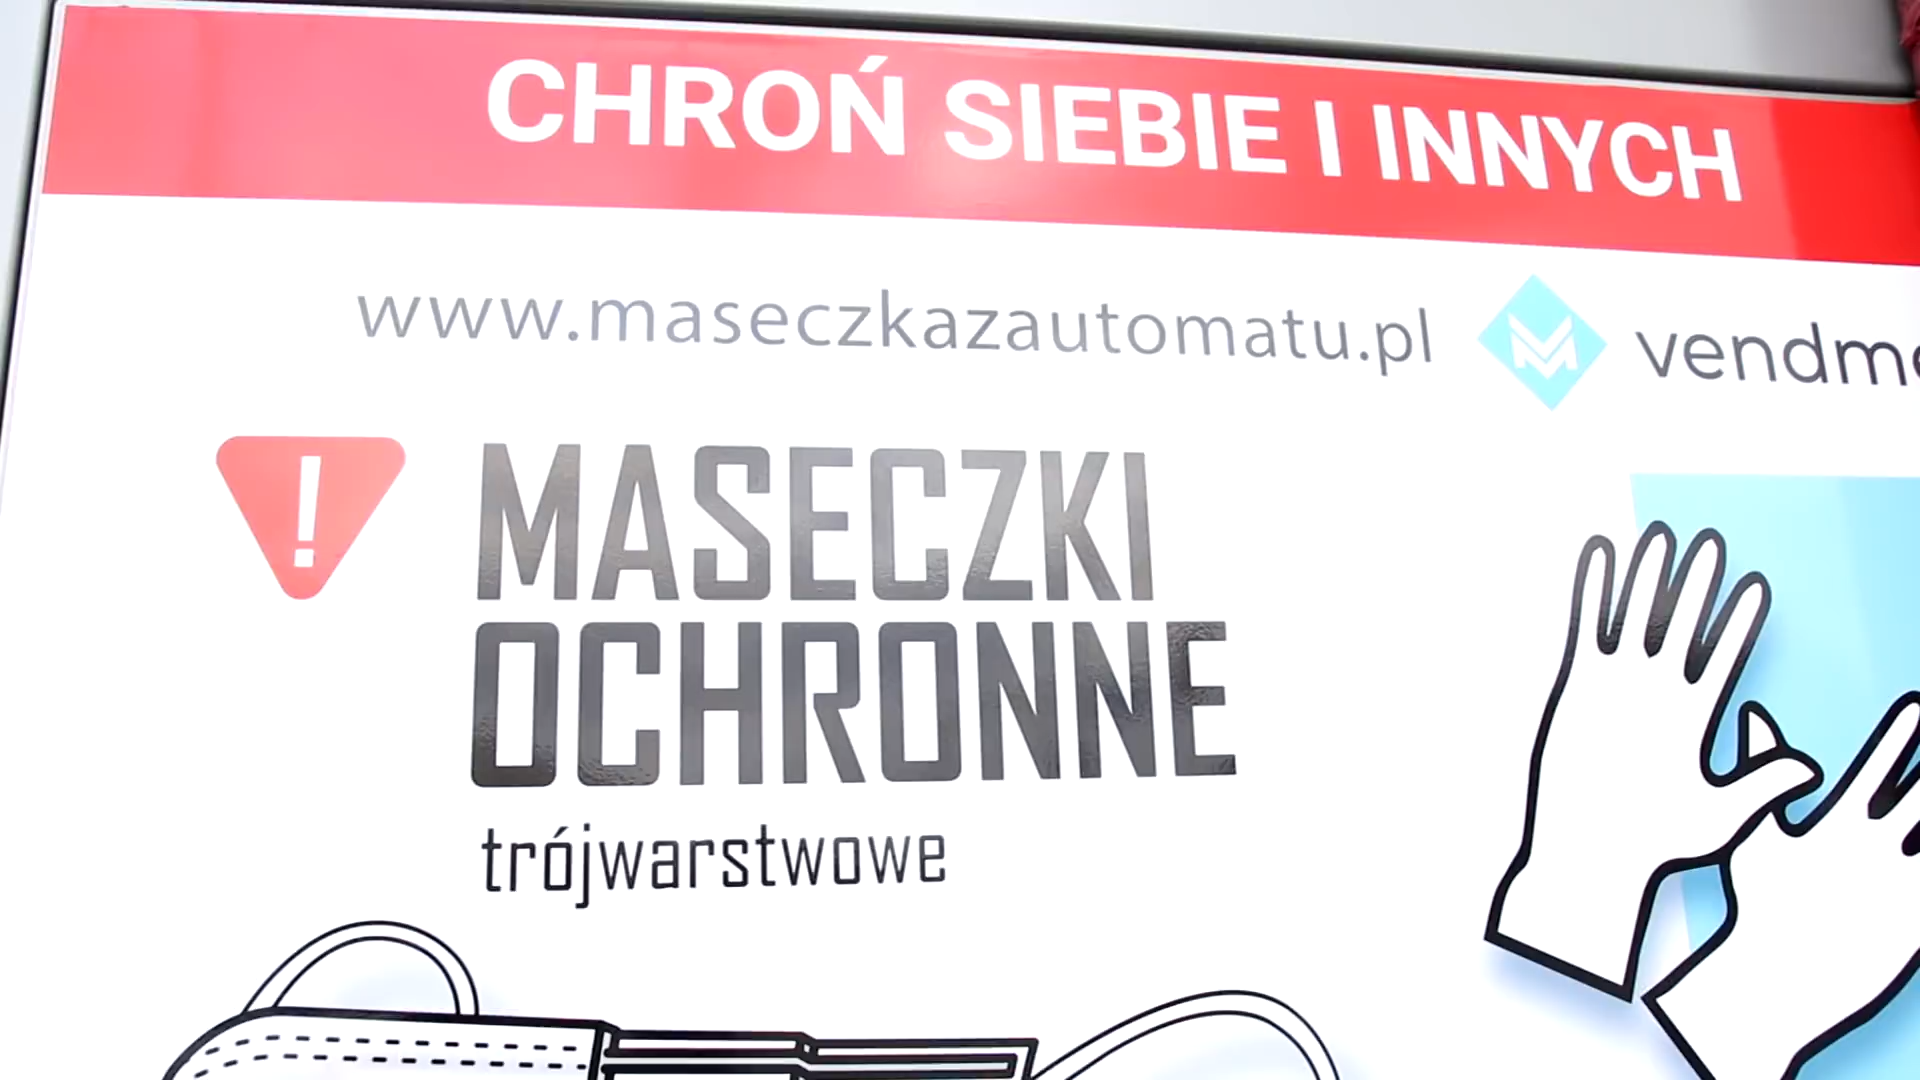 CHROŃ SIEBIE I INNYCH
www.maseczkazautomatu.pl
!
MASECZKI
OCHRONNE
trójwarstwowe